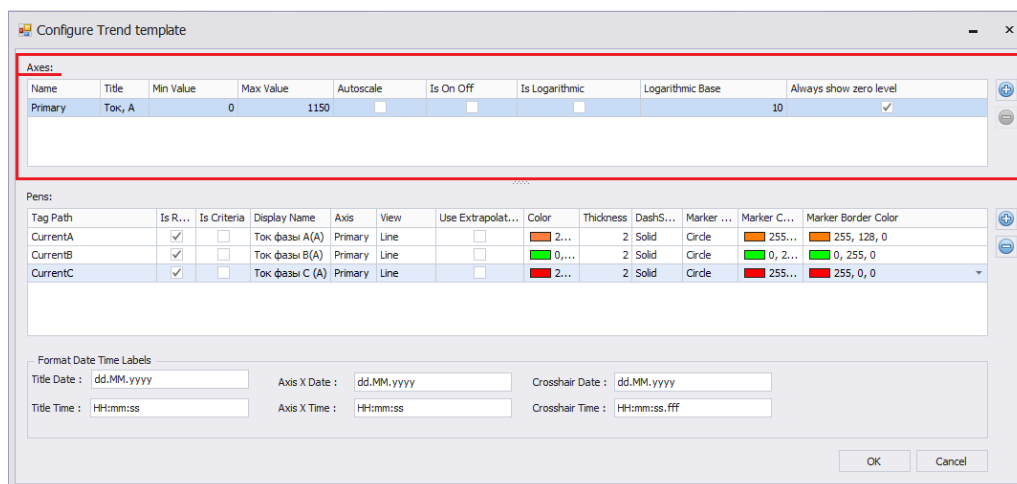 Configure Trend template
Axes:
Name Title Min Value Max Value Autoscale Is On Off Is Logarithmic Logarithmic Base Always show zero level
Primary Ток, А 0 1150 10
Pens:
Tag Path Is R... Is Criteria Display Name Axis View Use Extrapolat... Color Thickness DashS... Marker ... Marker C... Marker Border Color
CurrentA Ток фазы А(А) Primary Line 2... 2 Solid Circle 255... 255, 128, 0
CurrentB Ток фазы В(А) Primary Line 0,... 2 Solid Circle 0, 2... 0, 255, 0
CurrentC Ток фазы С (А) Primary Line 2... 2 Solid Circle 255... 255, 0, 0
Format Date Time Labels
Title Date : dd.MM.yyyy Axis X Date : dd.MM.yyyy Crosshair Date : dd.MM.yyyy
Title Time : HH:mm:ss Axis X Time : HH:mm:ss Crosshair Time : HH:mm:ss.fff
OK Cancel